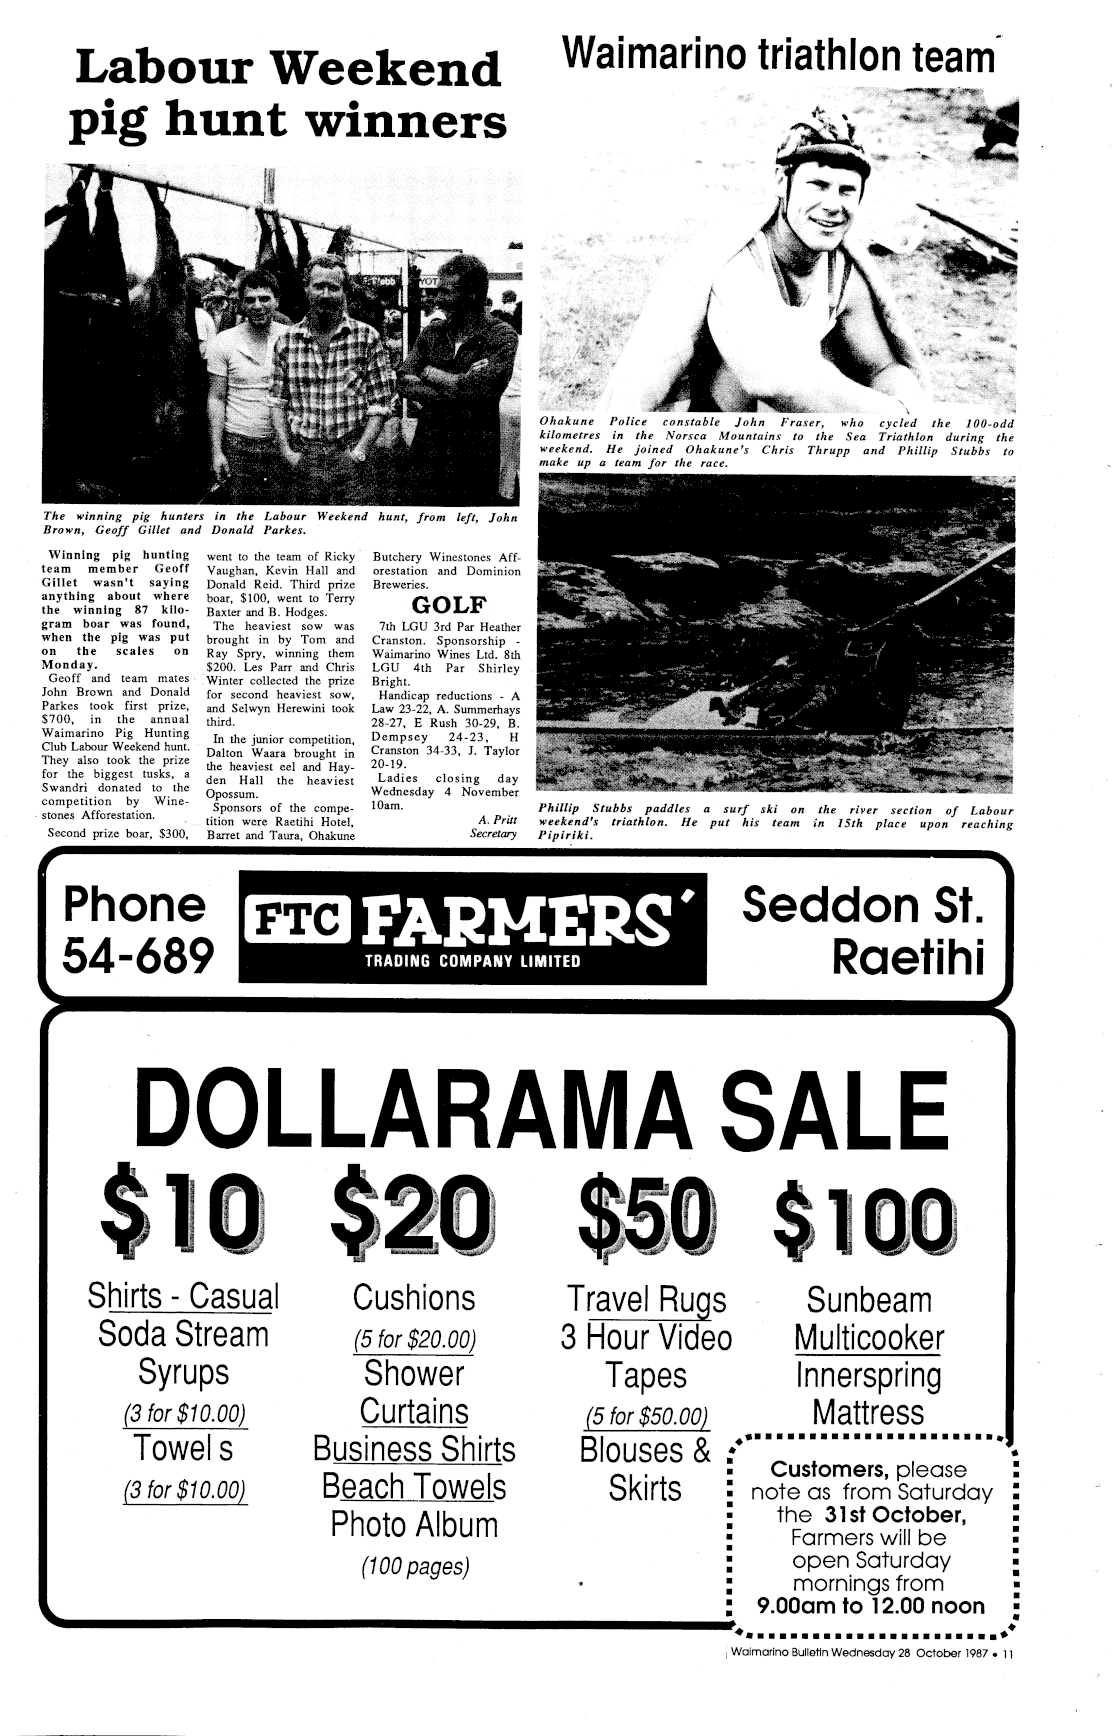 Labour Weekend
pig hunt winners
The winning pig hunters in the Labour Weekend hunt, from left, John
Brown, Geoff Gillet and Donald Parkes.
Winning pig hunting
team member Geoff
Gillet wasn't saying
anything about where
the winning 87 kilo-
gram boar was found,
when the pig was put
on the scales on
Monday.
Geoff and team mates
John Brown and Donald
Parkes took first prize,
$700, in the annual
Waimarino Pig Hunting
Club Labour Weekend hunt.
They also took the prize
for the biggest tusks, a
Swandri donated to the
competition by Wine-
stones Afforestation.
Second prize boar, $300,
went to the team of Ricky
Vaughan, Kevin Hall and
Donald Reid. Third prize
boar, $100, went to Terry
Baxter and B. Hodges.
The heaviest sow was
brought in by Tom and
Ray Spry, winning them
$200. Les Parr and Chris
Winter collected the prize
for second heaviest sow,
and Selwyn Herewini took
third.
In the junior competition,
Dalton Waara brought in
the heaviest eel and Hay-
den Hall the heaviest
Opossum.
Sponsors of the compe-
tition were Raetihi Hotel,
Barret and Taura, Ohakune
Butchery Winestones Aff-
orestation and Dominion
Breweries.
GOLF
7th LGU 3rd Par Heather
Cranston. Sponsorship -
Waimarino Wines Ltd. 8th
LGU 4th Par Shirley
Bright.
Handicap reductions - A
Law 23-22, A. Summerhays
28-27, E Rush 30-29, B.
Dempsey 24-23, H
Cranston 34-33, J. Taylor
20-19.
Ladies closing day
Wednesday 4 November
10am.
A. Pritt
Secretary
Waimarino triathlon team
Ohakune Police constable John Fraser, who cycled the 100-odd
kilometres in the Norsca Mountains to the Sea Triathlon during the
weekend. He joined Ohakune's Chris Thrupp and Phillip Stubbs to
make up a team for the race.
Phillip Stubbs paddles a surf ski on the river section of Labour
weekend's triathlon. He put his team in 15th place upon reaching
Pipiriki.
Phone
54-689
FTC FARMERS'
TRADING COMPANY LIMITED
Seddon St.
Raetihi
DOLLARAMA SALE
$10
Shirts - Casual
Soda Stream
Syrups
(3 for $10.00)
Towel s
(3 for $10.00)
$20
Cushions
(5 for $20.00)
Shower
Curtains
Business Shirts
Beach Towels
Photo Album
(100 pages)
$50
Travel Rugs
3 Hour Video
Tapes
(5 for $50.00)
Blouses &
Skirts
$100
Sunbeam
Multicooker
Innerspring
Mattress
Customers, please
note as from Saturday
the 31st October,
Farmers will be
open Saturday
mornings from
9.00am to 12.00 noon
Waimarino Bulletin Wednesday 28 October 1987 • 11